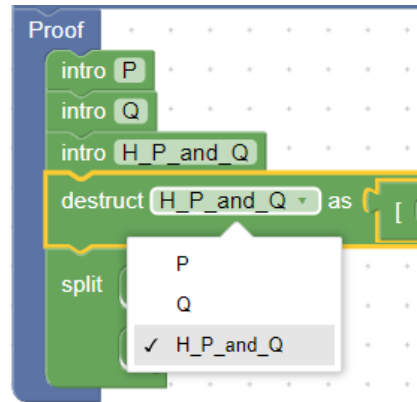 Proof
intro P
intro Q
intro H_P_and_Q
destruct H_P_and_Q as [
P
split
Q
✓ H_P_and_Q